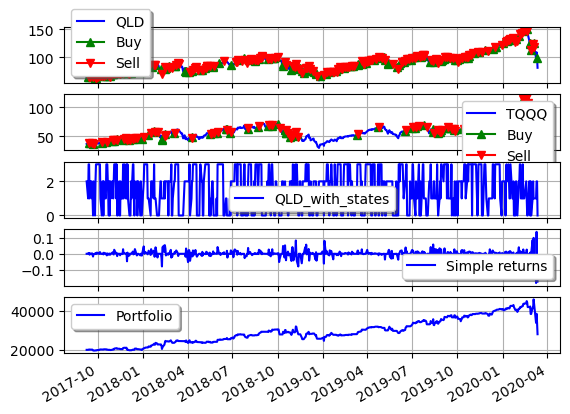 150
100
QLD
Buy
Sell
100
50
TQQQ
Buy
Sell
2
0
QLD_with_states
0.1
0.0
−0.1
Simple returns
40000
20000
Portfolio
2017-10 2018-01 2018-04 2018-07 2018-10 2019-01 2019-04 2019-07 2019-10 2020-01 2020-04